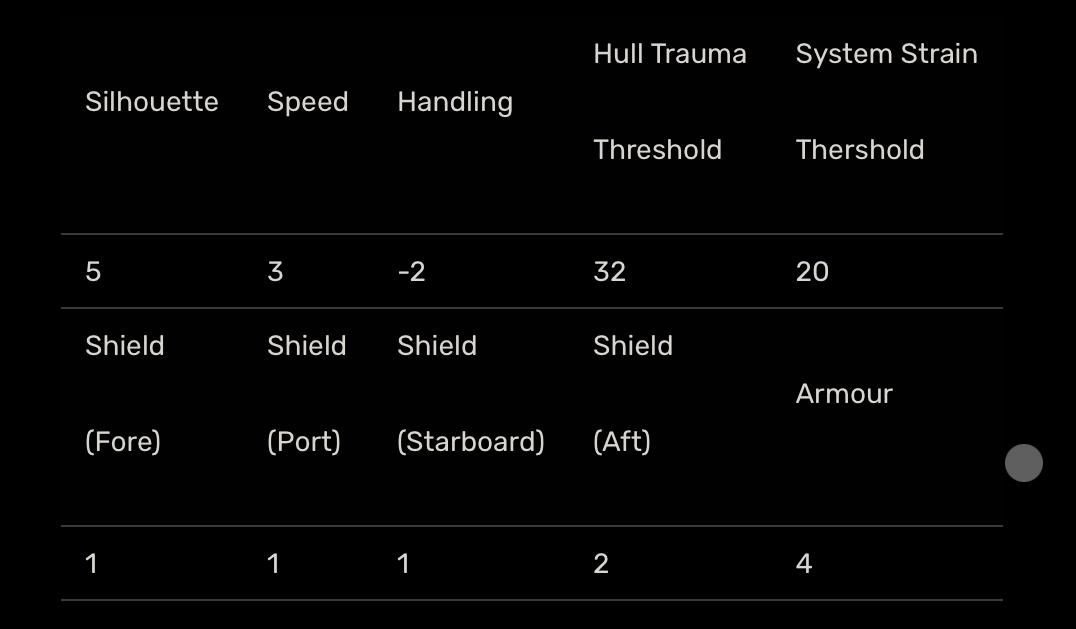 Silhouette Speed Handling Hull Trauma Threshold System Strain Thershold
5 3 -2 32 20
Shield (Fore) Shield (Port) Shield (Starboard) Shield (Aft) Armour
1 1 1 2 4